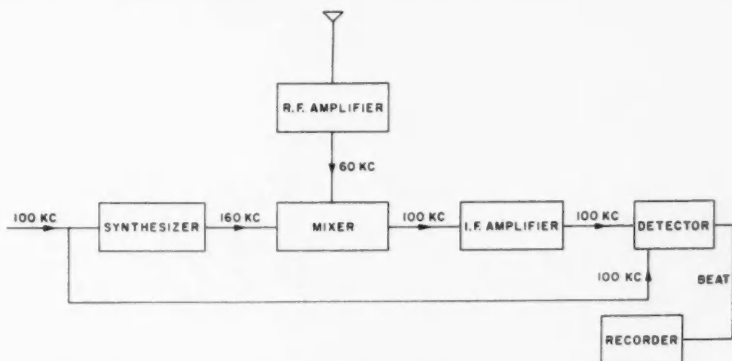 R.F. AMPLIFIER
60 KC
100 KC
SYNTHESIZER
160 KC
MIXER
100 KC
I.F. AMPLIFIER
100 KC
DETECTOR
100 KC
BEAT
RECORDER